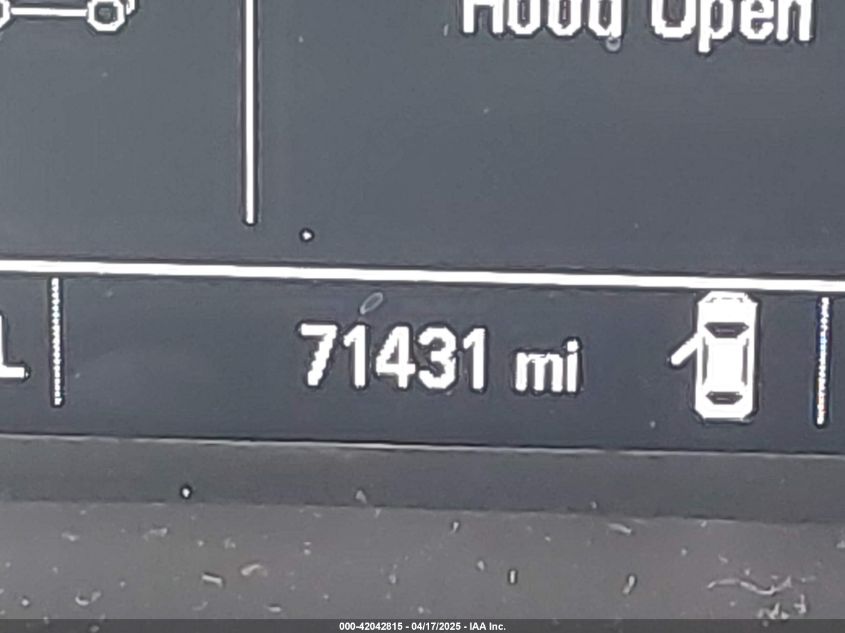 Hood Open
71431 mi
000-42042815 - 04/17/2025 - IAA Inc.